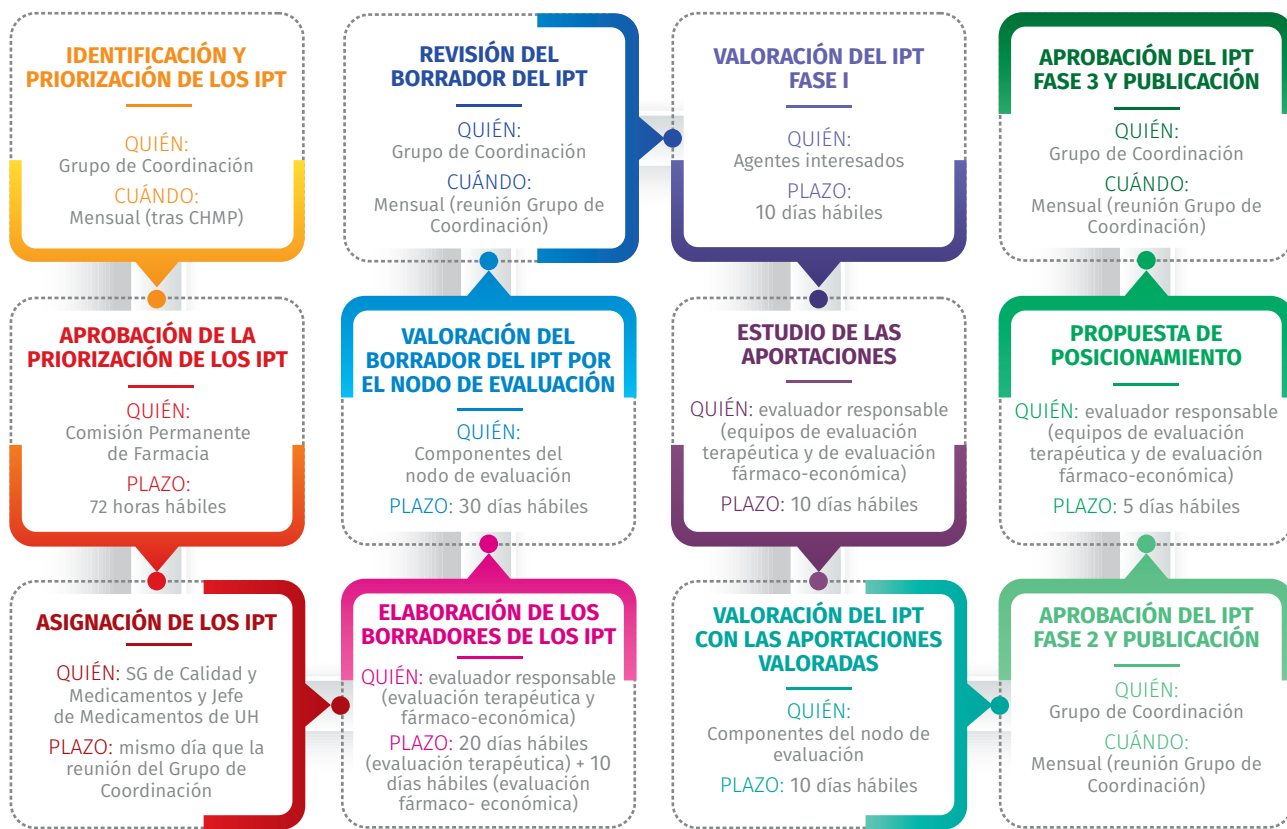 IDENTIFICACIÓN Y
PRIORIZACIÓN DE LOS IPT
QUIÉN:
Grupo de Coordinación
CUÁNDO:
Mensual (tras CHMP)
APROBACIÓN DE LA
PRIORIZACIÓN DE LOS IPT
QUIÉN:
Comisión Permanente
de Farmacia
PLAZO:
72 horas hábiles
ASIGNACIÓN DE LOS IPT
QUIÉN: SG de Calidad y
Medicamentos y Jefe
de Medicamentos de UH
PLAZO: mismo día que la
reunión del Grupo de
Coordinación
ELABORACIÓN DE LOS
BORRADORES DE LOS IPT
QUIÉN: evaluador responsable
(evaluación terapéutica y
fármaco-económica)
PLAZO: 20 días hábiles
(evaluación terapéutica) + 10
días hábiles (evaluación
fármaco- económica)
VALORACIÓN DEL
BORRADOR DEL IPT POR
EL NODO DE EVALUACIÓN
QUIÉN:
Componentes del
nodo de evaluación
PLAZO: 30 días hábiles
REVISIÓN DEL
BORRADOR DEL IPT
QUIÉN:
Grupo de Coordinación
CUÁNDO:
Mensual (reunión Grupo de
Coordinación)
VALORACIÓN DEL IPT
FASE I
QUIÉN:
Agentes interesados
PLAZO:
10 días hábiles
ESTUDIO DE LAS
APORTACIONES
QUIÉN: evaluador responsable
(equipos de evaluación
terapéutica y de evaluación
fármaco-económica)
PLAZO: 10 días hábiles
VALORACIÓN DEL IPT
CON LAS APORTACIONES
VALORADAS
QUIÉN:
Componentes del nodo de
evaluación
PLAZO: 10 días hábiles
APROBACIÓN DEL IPT
FASE 2 Y PUBLICACIÓN
QUIÉN:
Grupo de Coordinación
CUÁNDO:
Mensual (reunión Grupo de
Coordinación)
PROPUESTA DE
POSICIONAMIENTO
QUIÉN: evaluador responsable
(equipos de evaluación
terapéutica y de evaluación
fármaco-económica)
PLAZO: 5 días hábiles
APROBACIÓN DEL IPT
FASE 3 Y PUBLICACIÓN
QUIÉN:
Grupo de Coordinación
CUÁNDO:
Mensual (reunión Grupo de
Coordinación)